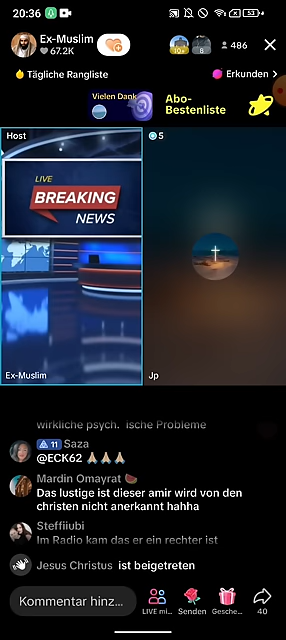 20:36
53
Ex-Muslim
67.2K
10+
8
486
Tägliche Rangliste
Erkunden >
Vielen Dank
Abo-
Bestenliste
Host
5
LIVE
BREAKING
NEWS
Ex-Muslim
Jp
wirkliche psych. ische Probleme
11 Saza
@ECK62 🙏🙏🙏
Mardin Omayrat 🍉
Das lustige ist dieser amir wird von den
christen nicht anerkannt hahha
Steffiiubi
Im Radio kam das er ein rechter ist
Jesus Christus ist beigetreten
Kommentar hinz...
LIVE mi...
Senden
Gesche...
40